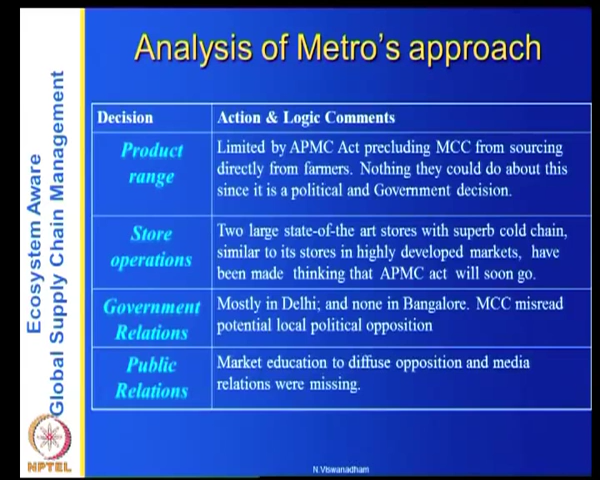 Analysis of Metro's approach
Decision
Action & Logic Comments
Product
range
Limited by APMC Act precluding MCC from sourcing
directly from farmers. Nothing they could do about this
since it is a political and Government decision.
Store
operations
Two large state-of-the art stores with superb cold chain,
similar to its stores in highly developed markets, have
been made thinking that APMC act will soon go.
Government
Relations
Mostly in Delhi; and none in Bangalore. MCC misread
potential local political opposition
Public
Relations
Market education to diffuse opposition and media
relations were missing.
Ecosystem Aware
Global Supply Chain Management
NPTEL
N.Viswanadham